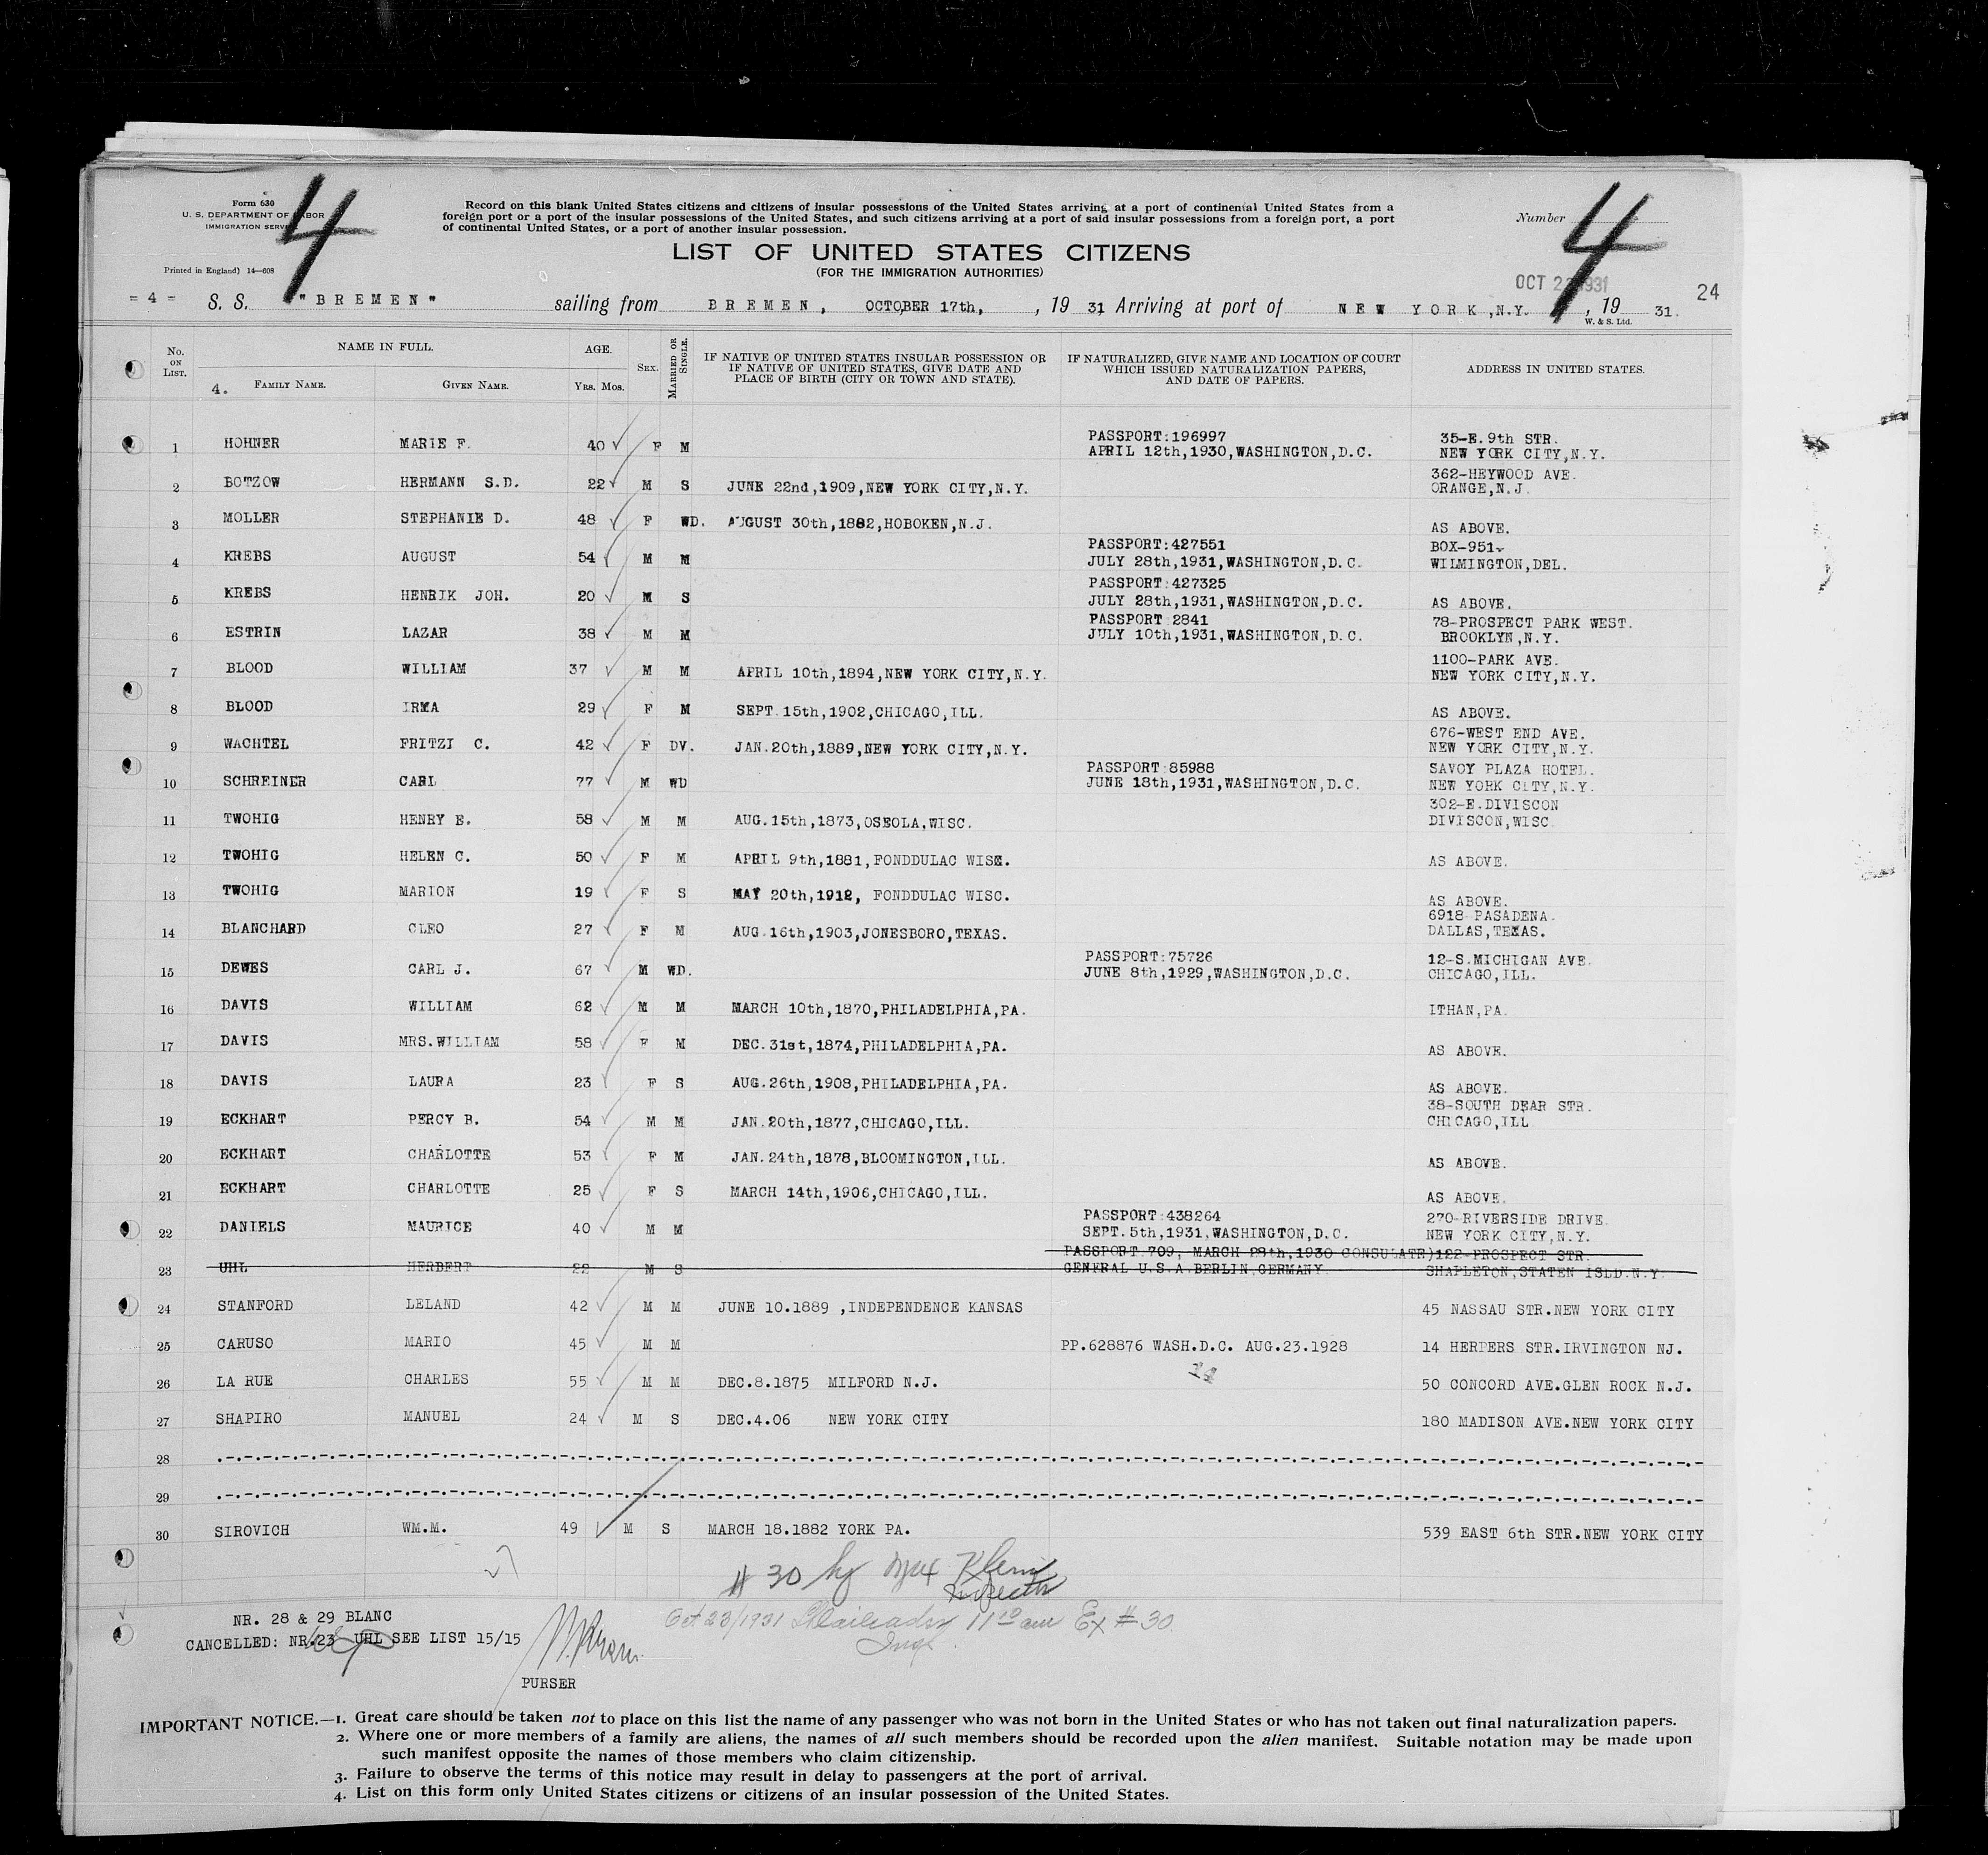 Form 630
U. S. DEPARTMENT OF LABOR
IMMIGRATION SERVICE
4
Record on this blank United States citizens and citizens of insular possessions of the United States arriving at a port of continental United States from a
foreign port or a port of the insular possessions of the United States, and such citizens arriving at a port of said insular possessions from a foreign port, a port
of continental United States, or a port of another insular possession.
Number
4
LIST OF UNITED STATES CITIZENS
(FOR THE IMMIGRATION AUTHORITIES)
Printed in England) 14—608
OCT 2 1931
24
= 4 = S. S. "BREMEN" sailing from BREMEN, OCTOBER 17th, , 19 31 Arriving at port of NEW YORK,N.Y. , 19 31.
W. & S. Ltd.
No. ON LIST. NAME IN FULL. AGE. SEX. MARRIED OR SINGLE. IF NATIVE OF UNITED STATES INSULAR POSSESSION OR IF NATIVE OF UNITED STATES, GIVE DATE AND PLACE OF BIRTH (CITY OR TOWN AND STATE). IF NATURALIZED, GIVE NAME AND LOCATION OF COURT WHICH ISSUED NATURALIZATION PAPERS, AND DATE OF PAPERS. ADDRESS IN UNITED STATES.
4. FAMILY NAME. GIVEN NAME. Yrs. Mos.
1 HOHNER MARIE F. 40 F M PASSPORT:196997 35-E.9th STR.
APRIL 12th,1930,WASHINGTON,D.C. NEW YORK CITY,N.Y.
2 BOTZOW HERMANN S.D. 22 M S JUNE 22nd,1909,NEW YORK CITY,N.Y. 362-HEYWOOD AVE.
ORANGE,N.J.
3 MOLLER STEPHANIE D. 48 F WD. AUGUST 30th,1882,HOBOKEN,N.J. AS ABOVE.
4 KREBS AUGUST 54 M M PASSPORT:427551 BOX-951-
JULY 28th,1931,WASHINGTON,D.C. WILMINGTON,DEL.
5 KREBS HENRIK JOH. 20 M S PASSPORT:427325
JULY 28th,1931,WASHINGTON,D.C. AS ABOVE.
6 ESTRIN LAZAR 38 M M PASSPORT 2841 78-PROSPECT PARK WEST.
JULY 10th,1931,WASHINGTON,D.C. BROOKLYN,N.Y.
7 BLOOD WILLIAM 37 M M APRIL 10th,1894,NEW YORK CITY,N.Y. 1100-PARK AVE.
NEW YORK CITY,N.Y.
8 BLOOD IRMA 29 F M SEPT.15th,1902,CHICAGO,ILL. AS ABOVE.
9 WACHTEL FRITZI C. 42 F DV. JAN.20th,1889,NEW YORK CITY,N.Y. 676-WEST END AVE.
NEW YORK CITY,N.Y.
10 SCHREINER CARL 77 M WD PASSPORT:85988 SAVOY PLAZA HOTEL.
JUNE 18th,1931,WASHINGTON,D.C. NEW YORK CITY,N.Y.
11 TWOHIG HENRY E. 58 M M AUG.15th,1873,OSEOLA,WISC. 302-E.DIVISCON
DIVISCON,WISC.
12 TWOHIG HELEN C. 50 F M APRIL 9th,1881,FONDDULAC WISC. AS ABOVE.
13 TWOHIG MARION 19 F S MAY 20th,1912, FONDDULAC WISC. AS ABOVE.
14 BLANCHARD CLEO 27 F M AUG.16th,1903,JONESBORO,TEXAS. 6918 PASADENA.
DALLAS,TEXAS.
15 DEWES CARL J. 67 M WD. PASSPORT:75726 12-S.MICHIGAN AVE.
JUNE 8th,1929,WASHINGTON,D.C. CHICAGO,ILL.
16 DAVIS WILLIAM 62 M M MARCH 10th,1870,PHILADELPHIA,PA. ITHAN,PA.
17 DAVIS MRS.WILLIAM 58 F M DEC.31st,1874,PHILADELPHIA,PA. AS ABOVE.
18 DAVIS LAURA 23 F S AUG.26th,1908,PHILADELPHIA,PA. AS ABOVE.
19 ECKHART PERCY B. 54 M M JAN.20th,1877,CHICAGO,ILL. 38-SOUTH DEAR STR.
CHICAGO,ILL
20 ECKHART CHARLOTTE 53 F M JAN.24th,1878,BLOOMINGTON,ILL. AS ABOVE.
21 ECKHART CHARLOTTE 25 F S MARCH 14th,1906,CHICAGO,ILL. AS ABOVE.
22 DANIELS MAURICE 40 M M PASSPORT:438264 270-RIVERSIDE DRIVE.
SEPT.5th,1931,WASHINGTON,D.C. NEW YORK CITY,N.Y.
23 UHL HERBERT 22 M S PASSPORT 709, MARCH 28th,1930 CONSULATE)122-PROSPECT STR.
GENERAL U.S.A.BERLIN,GERMANY. SHAPLETON,STATEN ISLD.N.Y.
24 STANFORD LELAND 42 M M JUNE 10.1889 ,INDEPENDENCE KANSAS 45 NASSAU STR.NEW YORK CITY
25 CARUSO MARIO 45 M M PP.628876 WASH.D.C. AUG.23.1928 14 HERPERS STR.IRVINGTON NJ.
26 LA RUE CHARLES 55 M M DEC.8.1875 MILFORD N.J. 50 CONCORD AVE.GLEN ROCK N.J.
27 SHAPIRO MANUEL 24 M S DEC.4.06 NEW YORK CITY 180 MADISON AVE.NEW YORK CITY
28
29
30 SIROVICH WM.M. 49 M S MARCH 18.1882 YORK PA. 539 EAST 6th STR.NEW YORK CITY
# 30 by Max Klein
Inspector
NR. 28 & 29 BLANC
Oct 23/1931 11 10 am Ex # 30
CANCELLED: NR.23 UHL SEE LIST 15/15
Insp.
PURSER
IMPORTANT NOTICE.—1. Great care should be taken not to place on this list the name of any passenger who was not born in the United States or who has not taken out final naturalization papers.
2. Where one or more members of a family are aliens, the names of all such members should be recorded upon the alien manifest. Suitable notation may be made upon
such manifest opposite the names of those members who claim citizenship.
3. Failure to observe the terms of this notice may result in delay to passengers at the port of arrival.
4. List on this form only United States citizens or citizens of an insular possession of the United States.